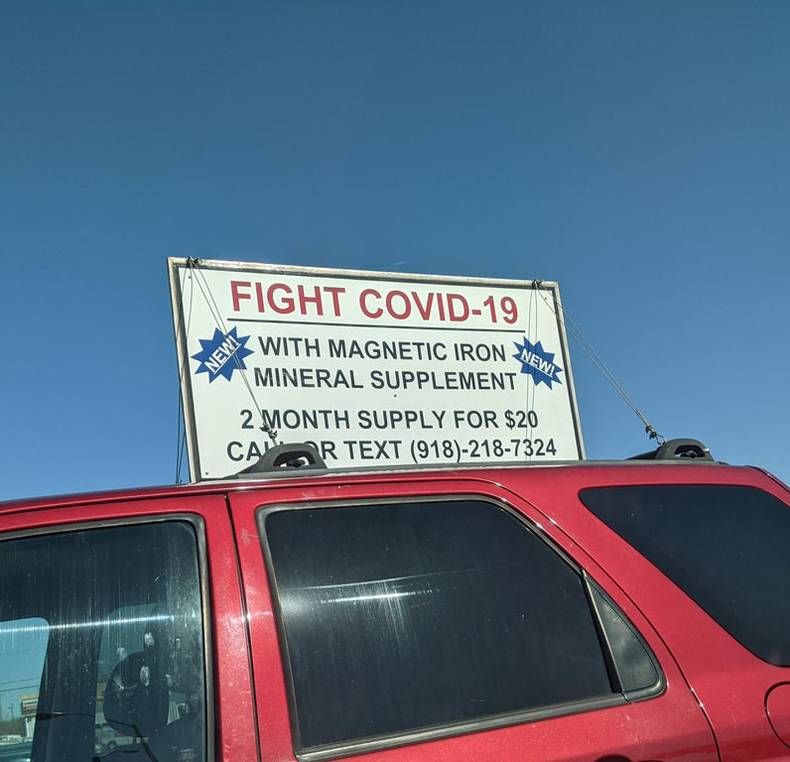 FIGHT COVID-19
NEW! WITH MAGNETIC IRON NEW!
MINERAL SUPPLEMENT
2 MONTH SUPPLY FOR $20
CALL OR TEXT (918)-218-7324